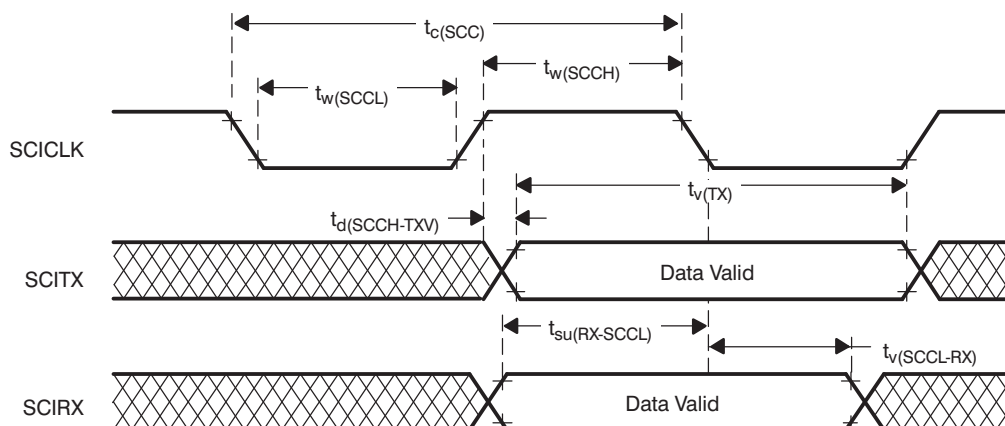 tc(SCC)
tw(SCCH)
tw(SCCL)
SCICLK
tv(TX)
td(SCCH-TXV)
SCITX
Data Valid
tsu(RX-SCCL)
tv(SCCL-RX)
SCIRX
Data Valid